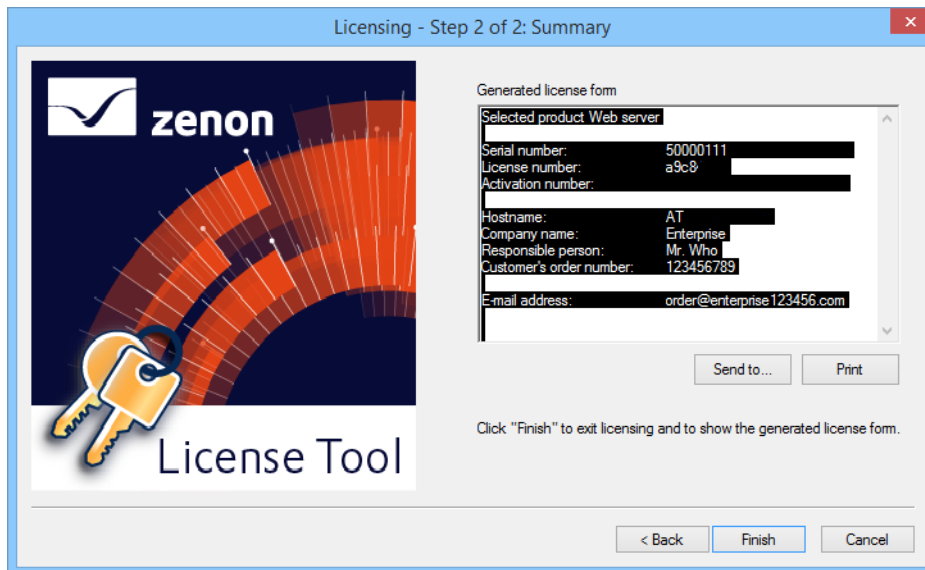 Licensing - Step 2 of 2: Summary
zenon
License Tool
Generated license form
Selected product Web server
Serial number: 50000111
License number: a9c8
Activation number:
Hostname: AT
Company name: Enterprise
Responsible person: Mr. Who
Customer's order number: 123456789
E-mail address: order@enterprise123456.com
Send to... Print
Click "Finish" to exit licensing and to show the generated license form.
< Back Finish Cancel